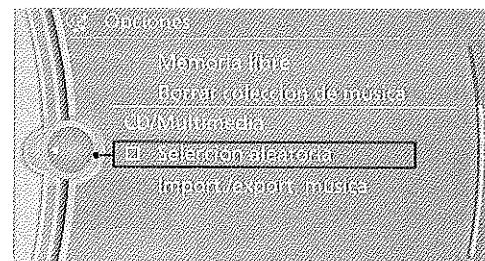 Opciones
Memoria libre
Borrar colección de música
CD/Multimedia
Selección aleatoria
Import./export. música